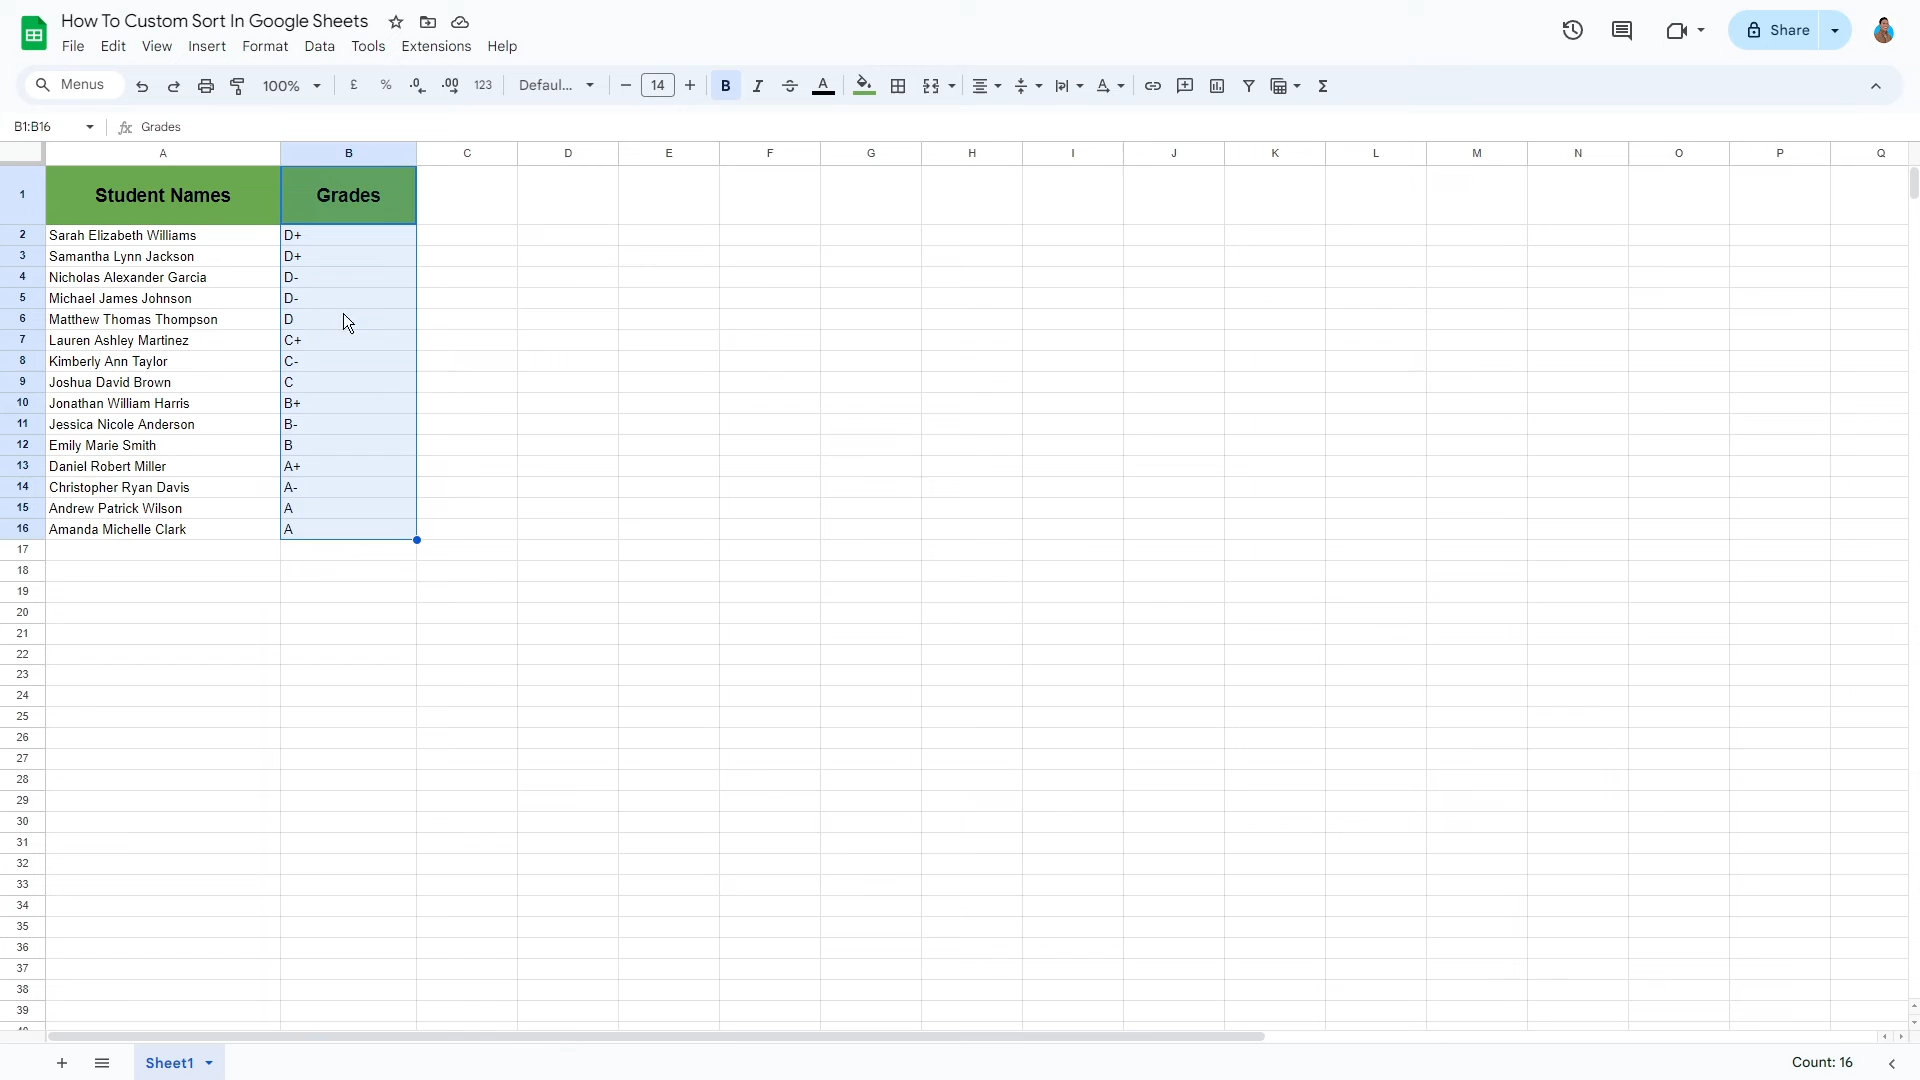 How To Custom Sort In Google Sheets
File Edit View Insert Format Data Tools Extensions Help
Share
Menus 100% £ % .0 .00 123 Defaul... − 14 + B I A Σ
B1:B16 fx Grades
A B C D E F G H I J K L M N O P Q
1 Student Names Grades
2 Sarah Elizabeth Williams D+
3 Samantha Lynn Jackson D+
4 Nicholas Alexander Garcia D-
5 Michael James Johnson D-
6 Matthew Thomas Thompson D
7 Lauren Ashley Martinez C+
8 Kimberly Ann Taylor C-
9 Joshua David Brown C
10 Jonathan William Harris B+
11 Jessica Nicole Anderson B-
12 Emily Marie Smith B
13 Daniel Robert Miller A+
14 Christopher Ryan Davis A-
15 Andrew Patrick Wilson A
16 Amanda Michelle Clark A
17
18
19
20
21
22
23
24
25
26
27
28
29
30
31
32
33
34
35
36
37
38
39
+ Sheet1 Count: 16